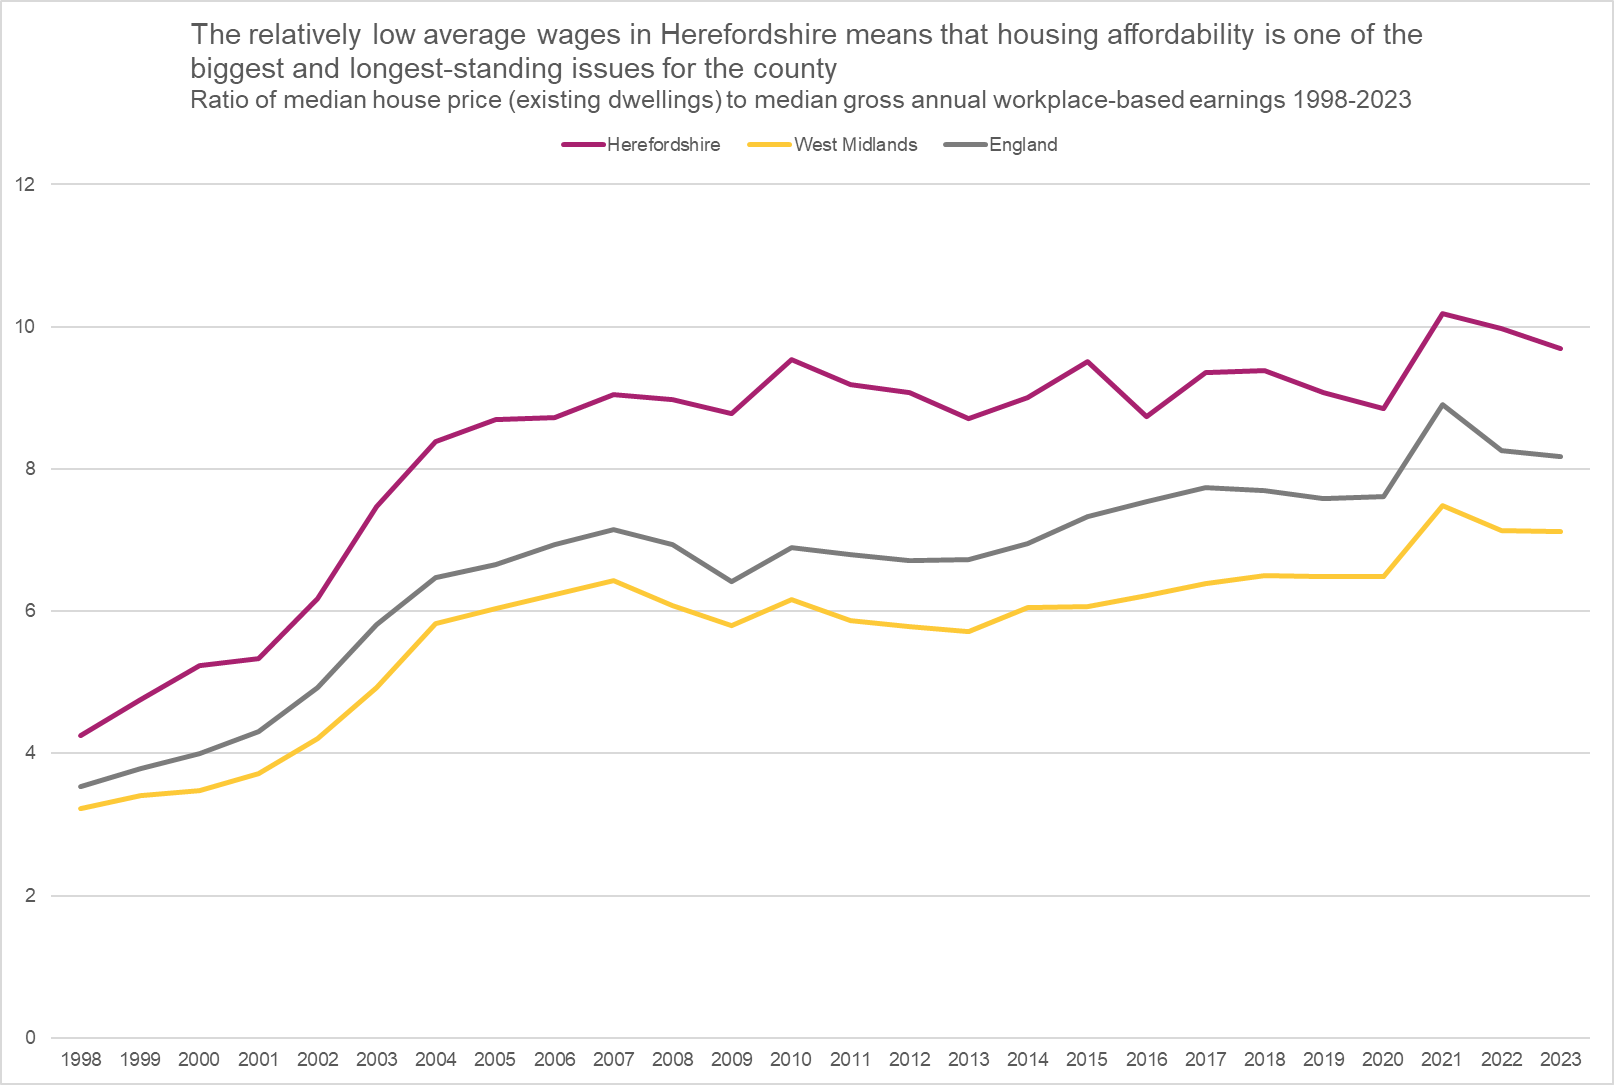 The relatively low average wages in Herefordshire means that housing affordability is one of the
biggest and longest-standing issues for the county
Ratio of median house price (existing dwellings) to median gross annual workplace-based earnings 1998-2023
Herefordshire West Midlands England
12
10
8
6
4
2
0
1998 1999 2000 2001 2002 2003 2004 2005 2006 2007 2008 2009 2010 2011 2012 2013 2014 2015 2016 2017 2018 2019 2020 2021 2022 2023